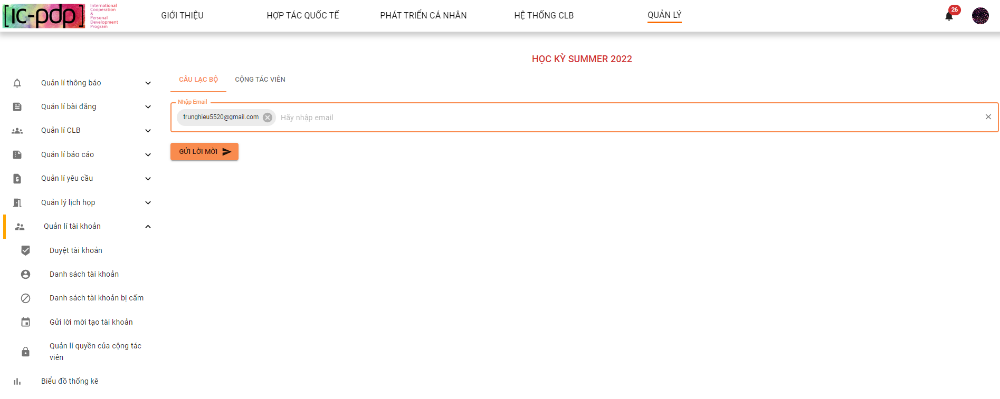 [ic-pdp]
International
Cooperation
&
Personal
Development
Program
GIỚI THIỆU
HỢP TÁC QUỐC TẾ
PHÁT TRIỂN CÁ NHÂN
HỆ THỐNG CLB
QUẢN LÝ
26
HỌC KỲ SUMMER 2022
Quản lí thông báo
Quản lí bài đăng
Quản lí CLB
Quản lí báo cáo
Quản lí yêu cầu
Quản lý lịch họp
Quản lí tài khoản
Duyệt tài khoản
Danh sách tài khoản
Danh sách tài khoản bị cấm
Gửi lời mời tạo tài khoản
Quản lí quyền của cộng tác
viên
Biểu đồ thống kê
CÂU LẠC BỘ
CỘNG TÁC VIÊN
Nhập Email
trunghieu5520@gmail.com
Hãy nhập email
GỬI LỜI MỜI